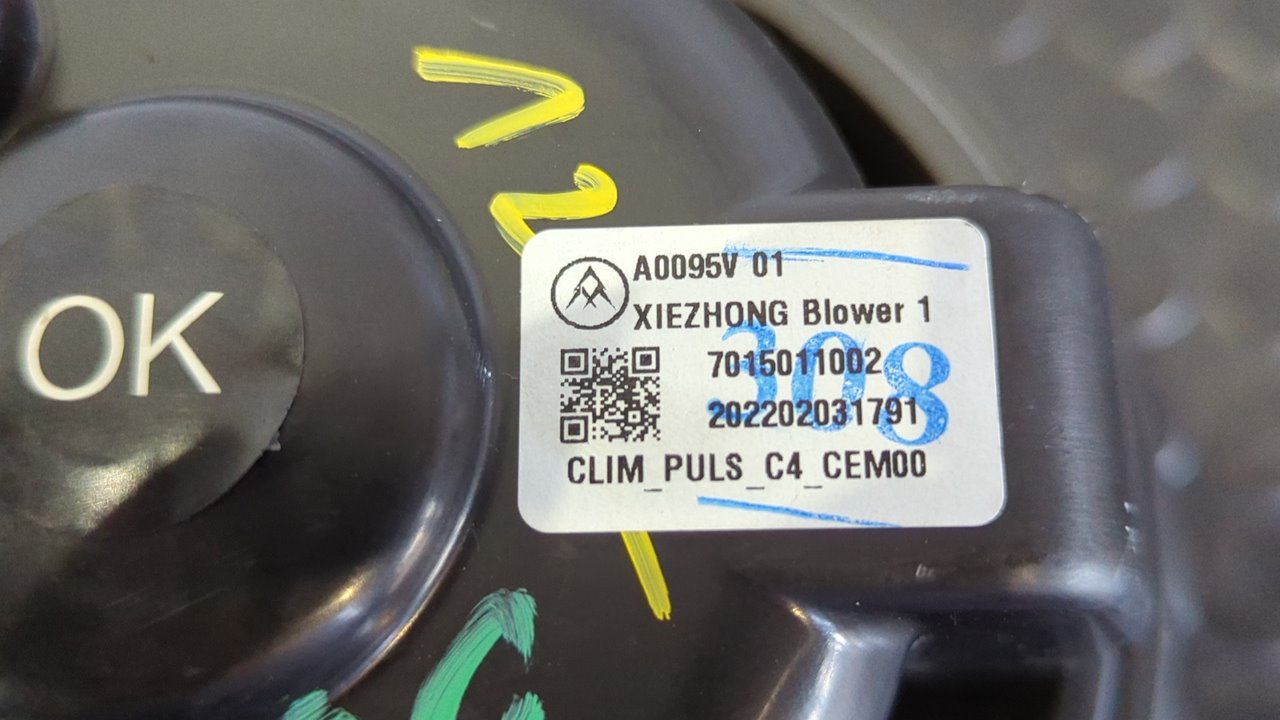 OK
A0095V 01
XIEZHONG Blower 1
308
7015011002
202202031791
CLIM_PULS_C4_CEM00